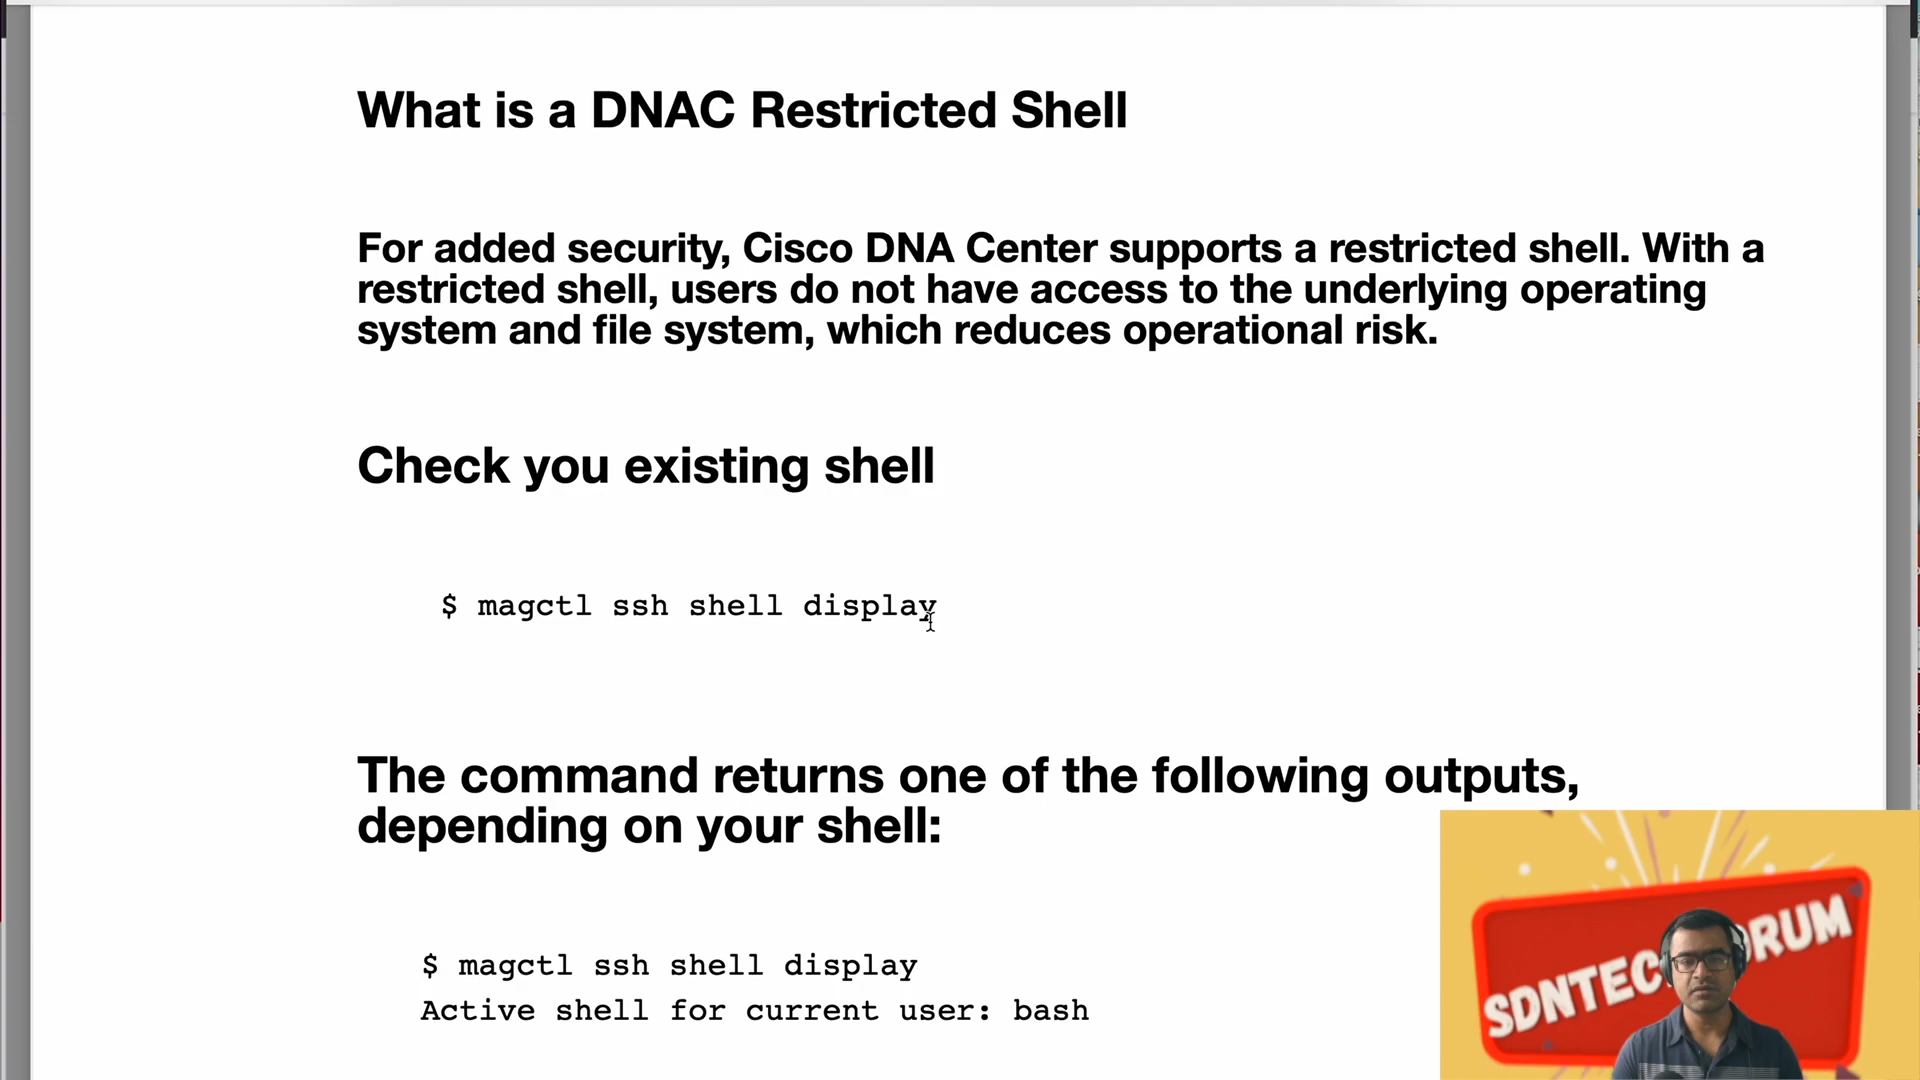 What is a DNAC Restricted Shell
For added security, Cisco DNA Center supports a restricted shell. With a
restricted shell, users do not have access to the underlying operating
system and file system, which reduces operational risk.
Check you existing shell
$ magctl ssh shell display
The command returns one of the following outputs,
depending on your shell:
$ magctl ssh shell display
Active shell for current user: bash